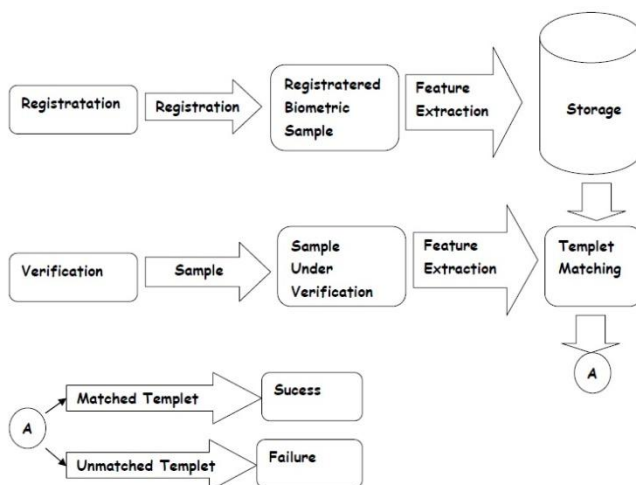 Registratation
Registration
Registratered
Biometric
Sample
Feature
Extraction
Storage
Verification
Sample
Sample
Under
Verification
Feature
Extraction
Templet
Matching
A
A
Matched Templet
Sucess
Unmatched Templet
Failure